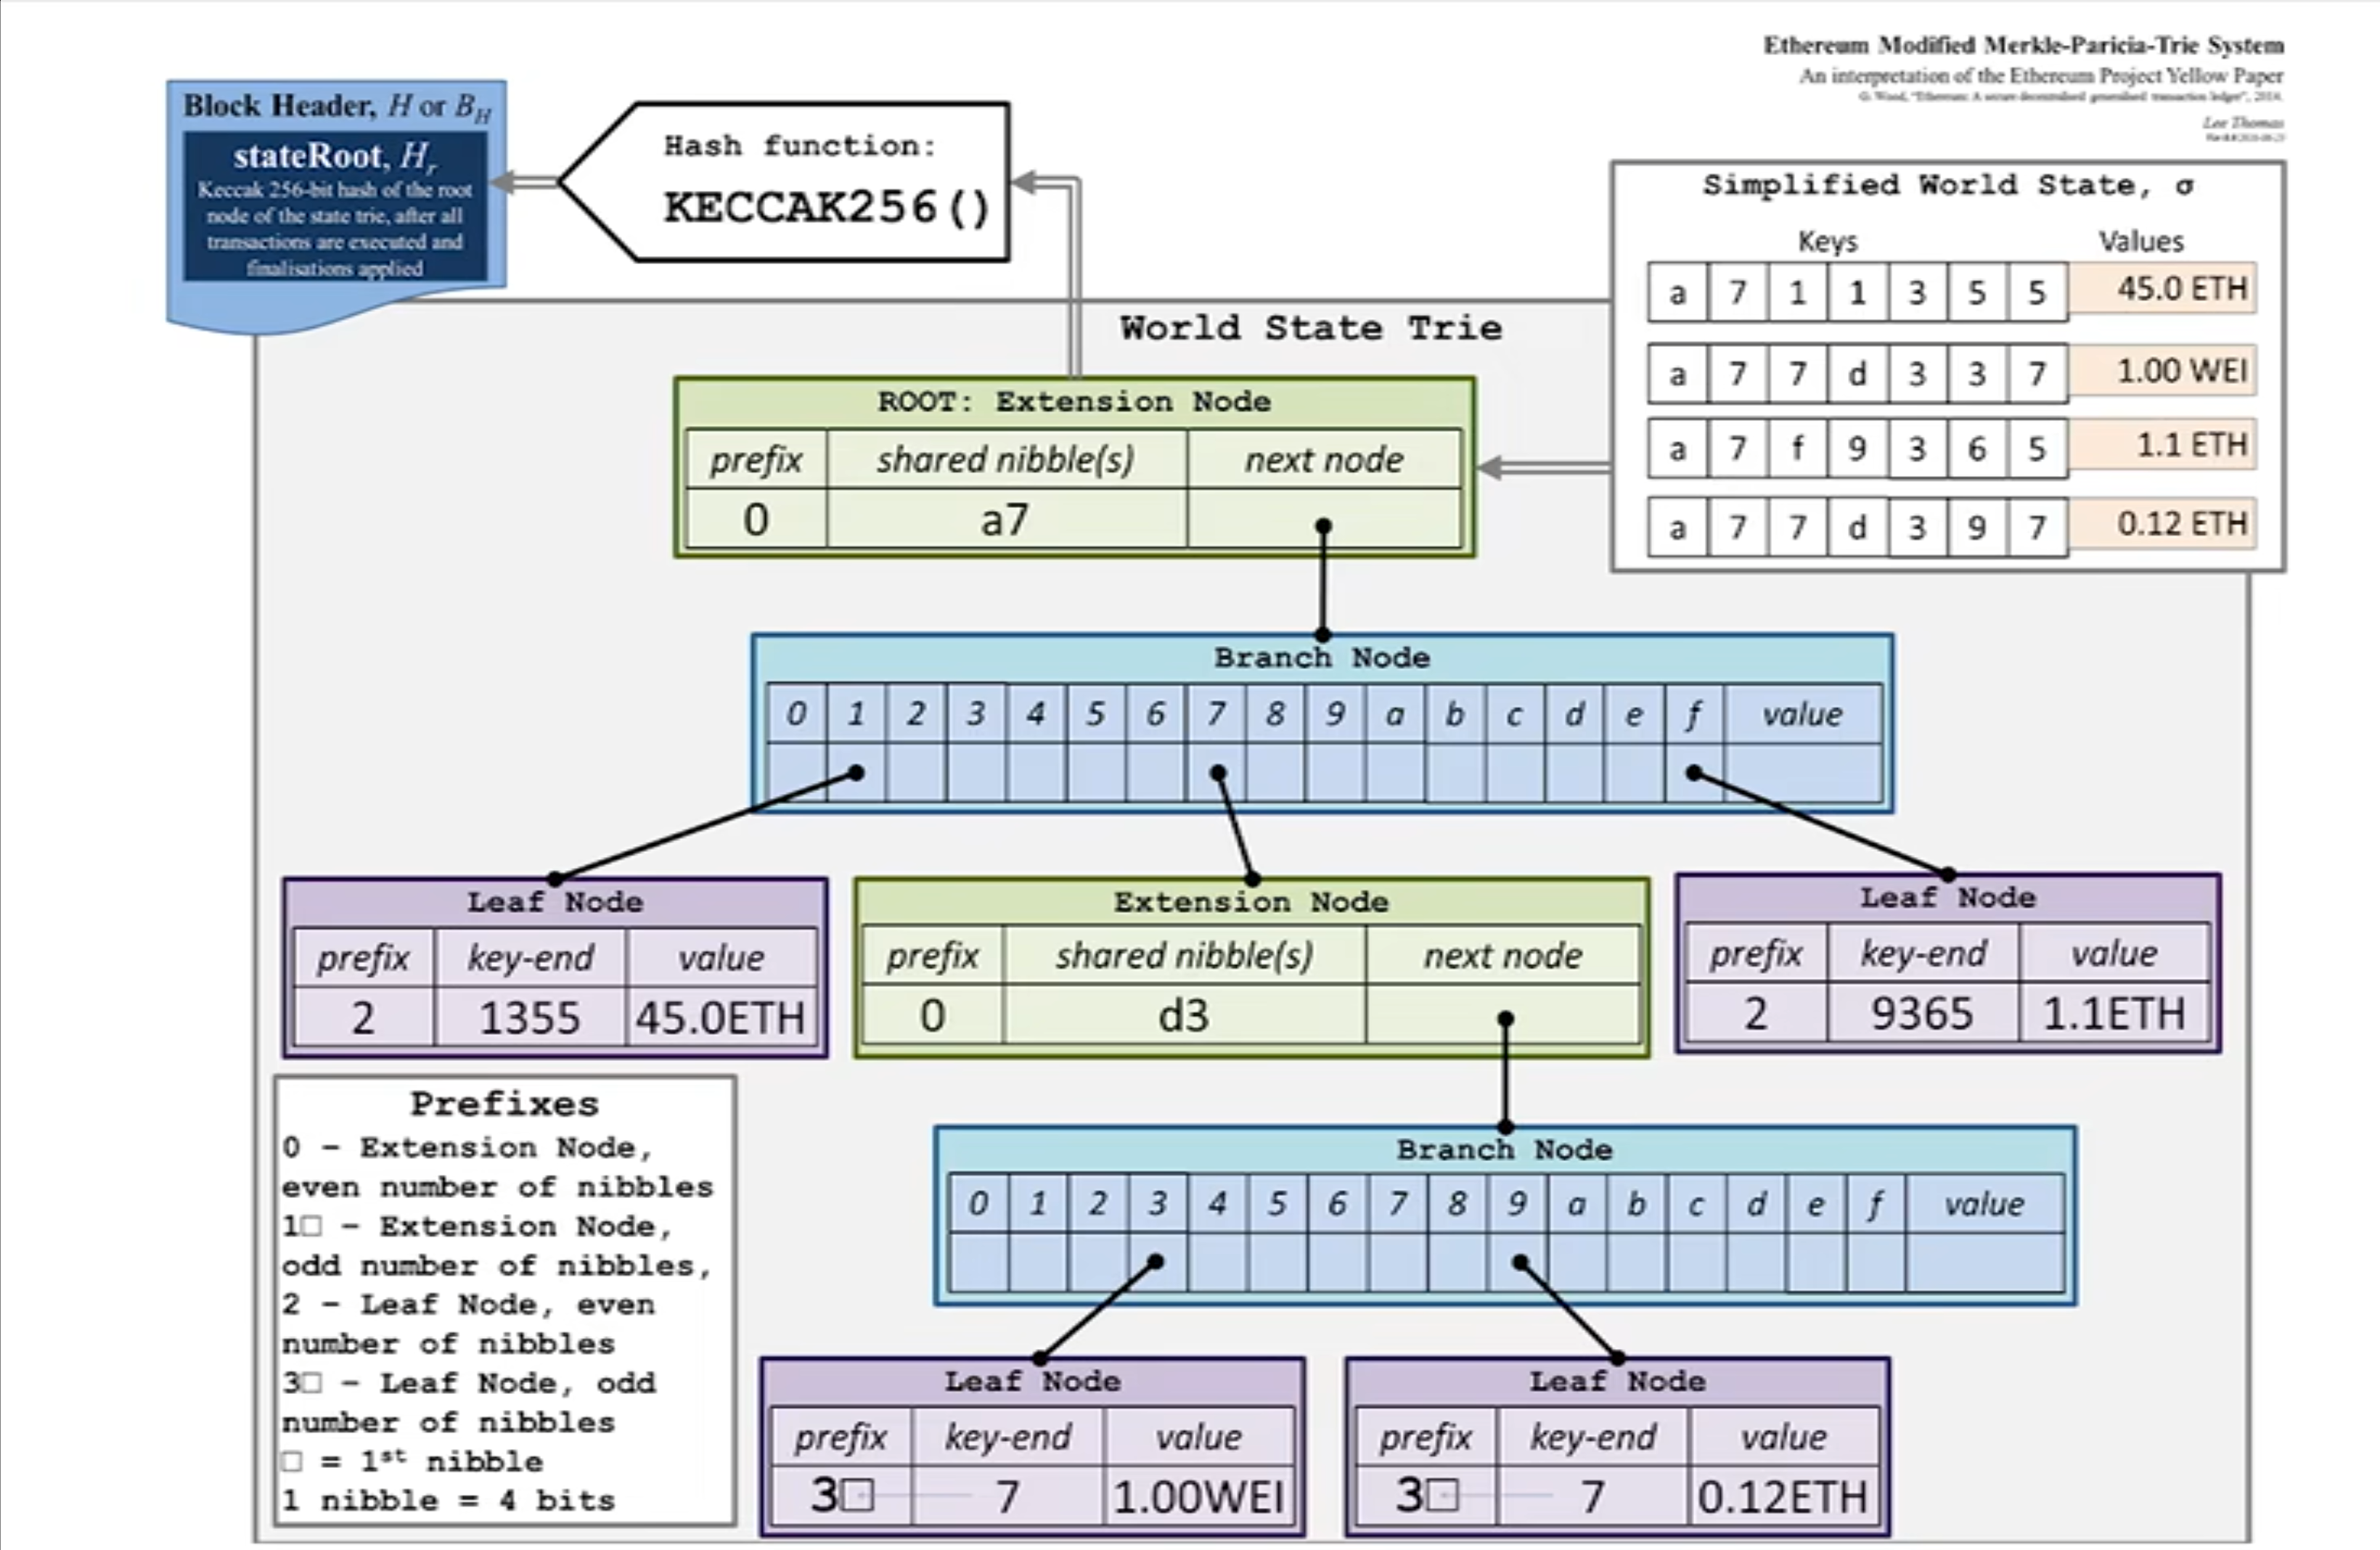 Ethereum Modified Merkle-Paricia-Trie System
An interpretation of the Ethereum Project Yellow Paper
G. Wood, "Ethereum: A secure decentralised generalised transaction ledger", 2014.
Lee Thomas
Block Header, H or B_H
stateRoot, H_r
Keccak 256-bit hash of the root
node of the state trie, after all
transactions are executed and
finalisations applied
Hash function:
KECCAK256()
Simplified World State, σ
Keys Values
a 7 1 1 3 5 5 45.0 ETH
a 7 7 d 3 3 7 1.00 WEI
a 7 f 9 3 6 5 1.1 ETH
a 7 7 d 3 9 7 0.12 ETH
World State Trie
ROOT: Extension Node
prefix shared nibble(s) next node
0 a7
Branch Node
0 1 2 3 4 5 6 7 8 9 a b c d e f value
Leaf Node
prefix key-end value
2 1355 45.0ETH
Extension Node
prefix shared nibble(s) next node
0 d3
Leaf Node
prefix key-end value
2 9365 1.1ETH
Prefixes
0 – Extension Node,
even number of nibbles
1□ – Extension Node,
odd number of nibbles,
2 – Leaf Node, even
number of nibbles
3□ – Leaf Node, odd
number of nibbles
□ = 1st nibble
1 nibble = 4 bits
Branch Node
0 1 2 3 4 5 6 7 8 9 a b c d e f value
Leaf Node
prefix key-end value
3□ 7 1.00WEI
Leaf Node
prefix key-end value
3□ 7 0.12ETH